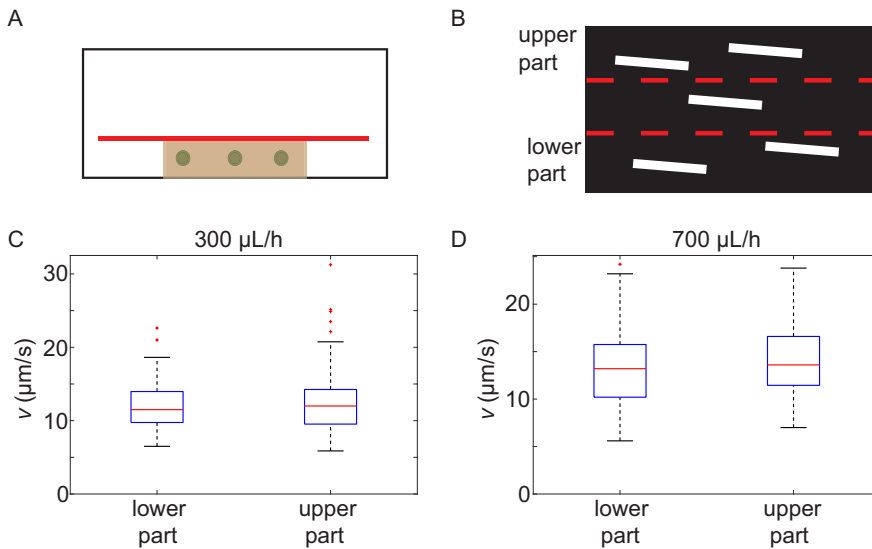 A
B
upper
part
lower
part
C
300 µL/h
30
20
10
0
v (µm/s)
lower
part
upper
part
D
700 µL/h
20
10
0
v (µm/s)
lower
part
upper
part